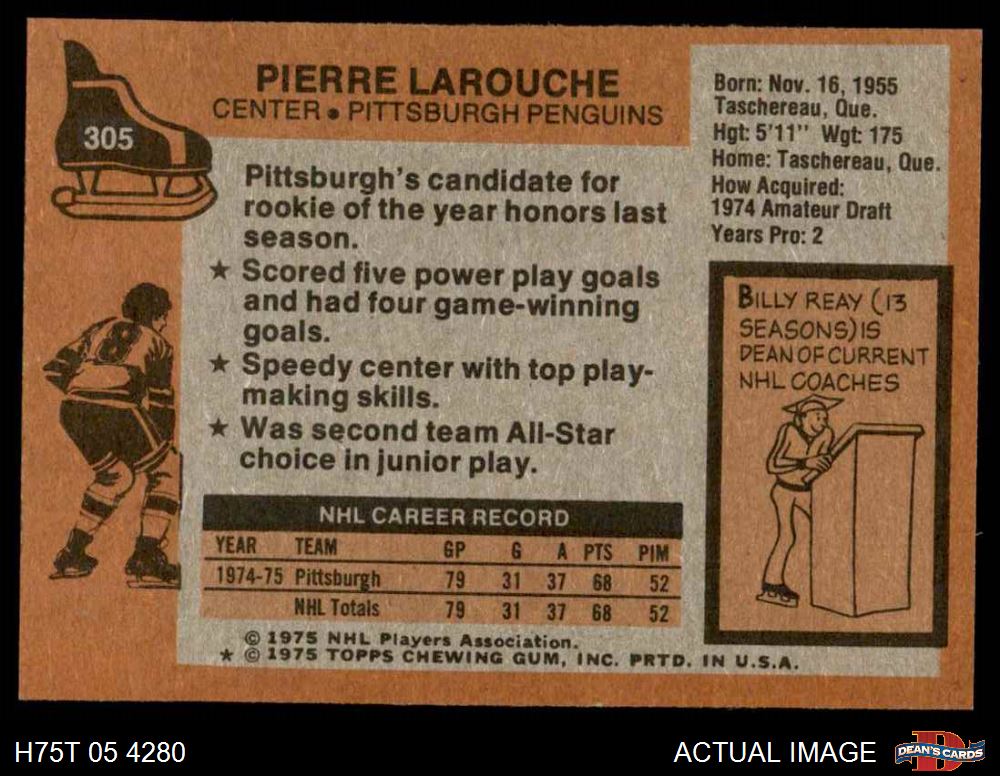 305
PIERRE LAROUCHE
CENTER • PITTSBURGH PENGUINS
Pittsburgh's candidate for
rookie of the year honors last
season.
★ Scored five power play goals
and had four game-winning
goals.
★ Speedy center with top play-
making skills.
★ Was second team All-Star
choice in junior play.
NHL CAREER RECORD
YEAR TEAM GP G A PTS PIM
1974-75 Pittsburgh 79 31 37 68 52
NHL Totals 79 31 37 68 52
© 1975 NHL Players Association.
★ © 1975 TOPPS CHEWING GUM, INC. PRTD. IN U.S.A.
Born: Nov. 16, 1955
Taschereau, Que.
Hgt: 5'11" Wgt: 175
Home: Taschereau, Que.
How Acquired:
1974 Amateur Draft
Years Pro: 2
BILLY REAY (13
SEASONS) IS
DEAN OF CURRENT
NHL COACHES
8
H75T 05 4280
ACTUAL IMAGE
D
DEAN'S CARDS